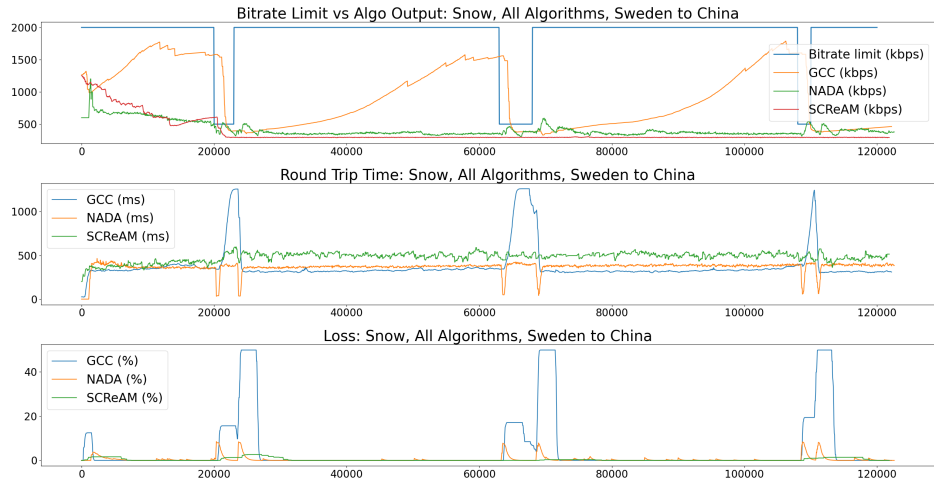 Bitrate Limit vs Algo Output: Snow, All Algorithms, Sweden to China
2000
1500
1000
500
Bitrate limit (kbps)
GCC (kbps)
NADA (kbps)
SCReAM (kbps)
0 20000 40000 60000 80000 100000 120000
Round Trip Time: Snow, All Algorithms, Sweden to China
1000
500
0
GCC (ms)
NADA (ms)
SCReAM (ms)
0 20000 40000 60000 80000 100000 120000
Loss: Snow, All Algorithms, Sweden to China
40
20
0
GCC (%)
NADA (%)
SCReAM (%)
0 20000 40000 60000 80000 100000 120000